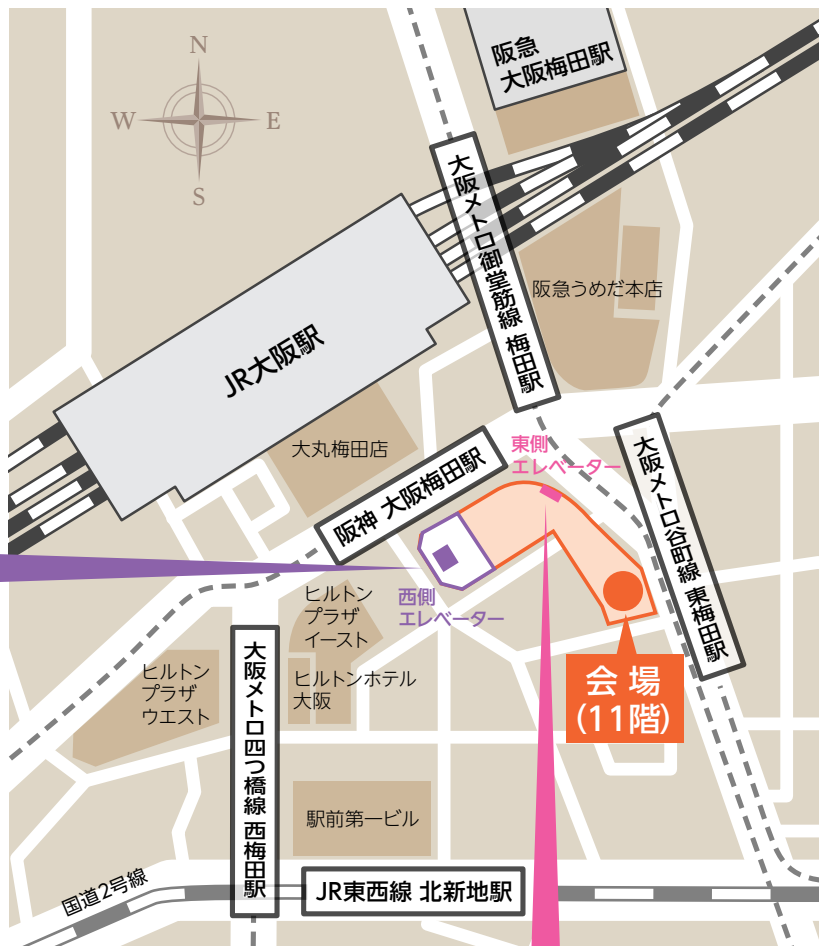 阪急
大阪梅田駅
N
W
E
S
大阪メトロ御堂筋線 梅田駅
阪急うめだ本店
JR大阪駅
大丸梅田店
東側
エレベーター
阪神 大阪梅田駅
大阪メトロ谷町線 東梅田駅
西側
エレベーター
ヒルトン
プラザ
イースト
ヒルトン
プラザ
ウエスト
ヒルトンホテル
大阪
会場
(11階)
大阪メトロ四つ橋線 西梅田駅
駅前第一ビル
国道2号線
JR東西線 北新地駅